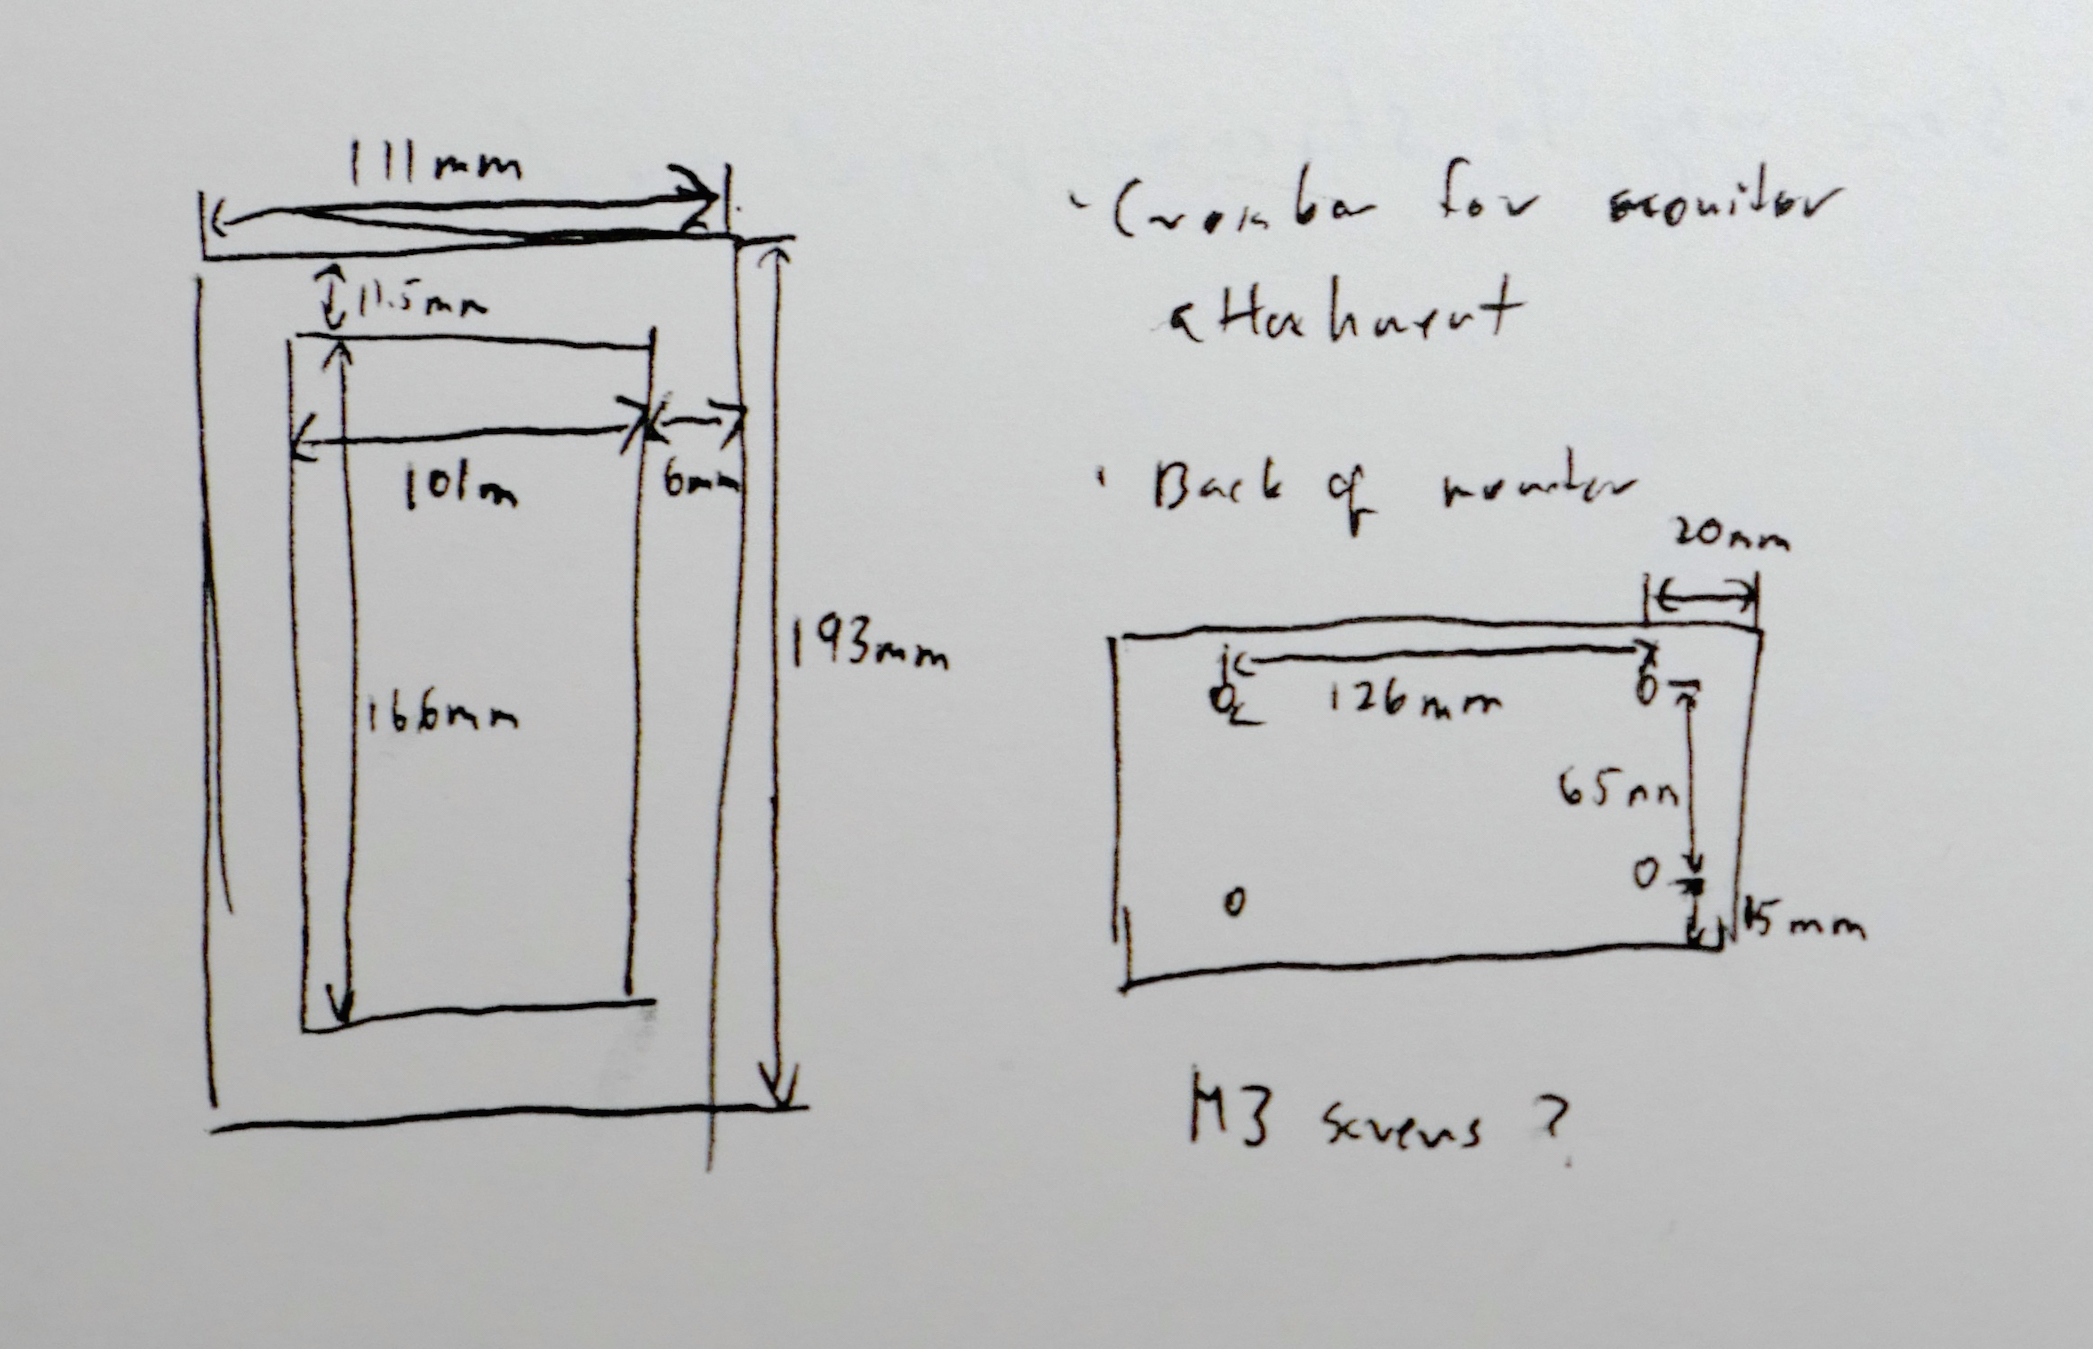 111mm
11.5mm
101m
6mm
166mm
193mm
· Crossbar for monitor
attachment
· Back of monitor
20mm
126mm
65mm
15mm
M3 screws ?